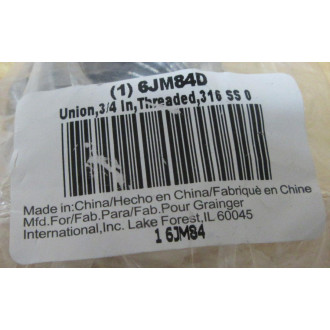 (1) 6JM84D
Union,3/4 In,Threaded,316 SS 0
Made in:China/Hecho en China/Fabriquè en Chine
Mfd.For/Fab.Para/Fab.Pour Grainger
International,Inc. Lake Forest,IL 60045
1 6JM84